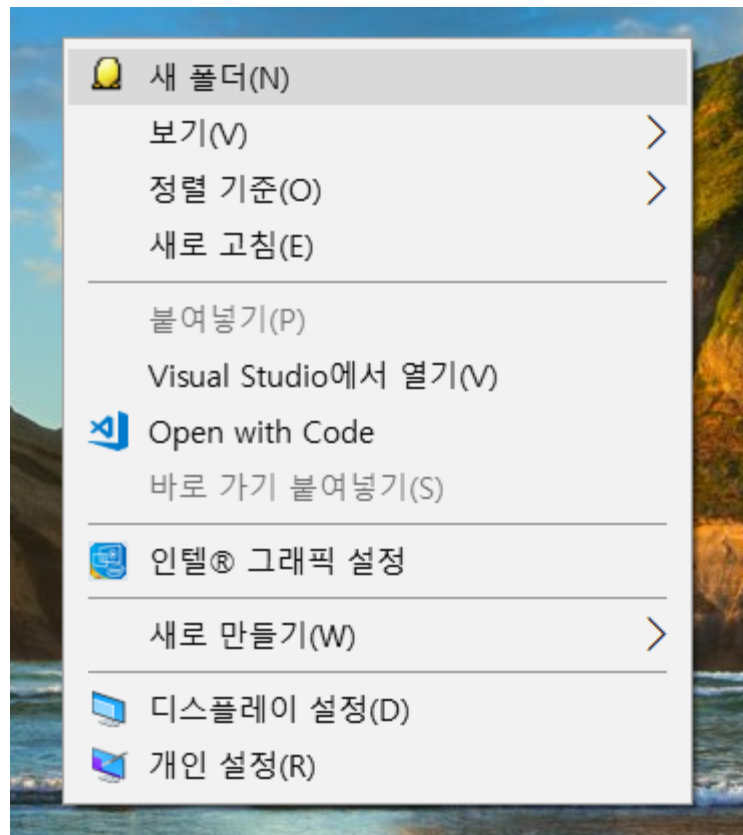 새 폴더(N)
보기(V)
정렬 기준(O)
새로 고침(E)
붙여넣기(P)
Visual Studio에서 열기(V)
Open with Code
바로 가기 붙여넣기(S)
인텔® 그래픽 설정
새로 만들기(W)
디스플레이 설정(D)
개인 설정(R)